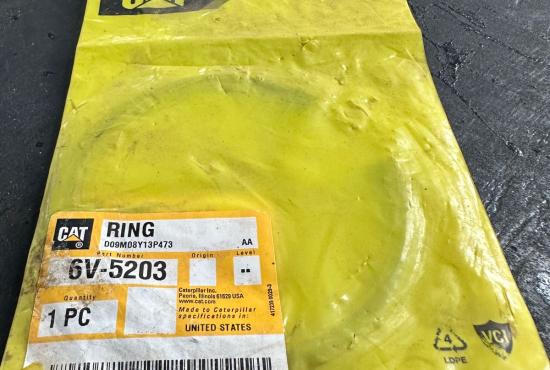 CAT
CAT ®
RING
D09M08Y13P473
AA
Part Number
Origin:
Level
6V-5203
--
Quantity
1 PC
Caterpillar Inc.
Peoria, Illinois 61629 USA
www.cat.com
Made to Caterpillar
specifications in:
UNITED STATES
4
LDPE
VCI